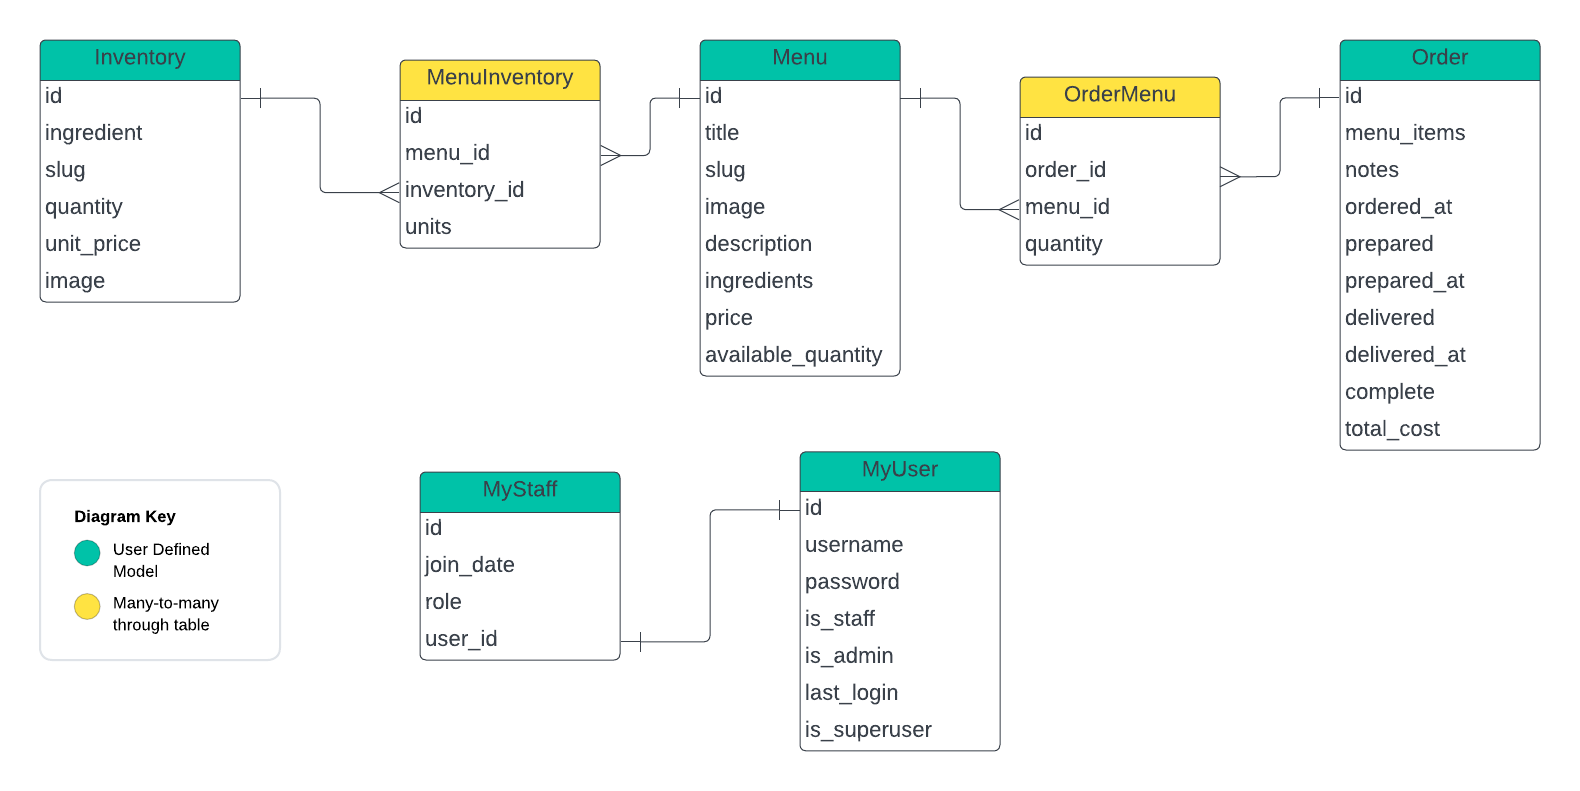 Inventory
id
ingredient
slug
quantity
unit_price
image
MenuInventory
id
menu_id
inventory_id
units
Menu
id
title
slug
image
description
ingredients
price
available_quantity
OrderMenu
id
order_id
menu_id
quantity
Order
id
menu_items
notes
ordered_at
prepared
prepared_at
delivered
delivered_at
complete
total_cost
Diagram Key
User Defined
Model
Many-to-many
through table
MyStaff
id
join_date
role
user_id
MyUser
id
username
password
is_staff
is_admin
last_login
is_superuser